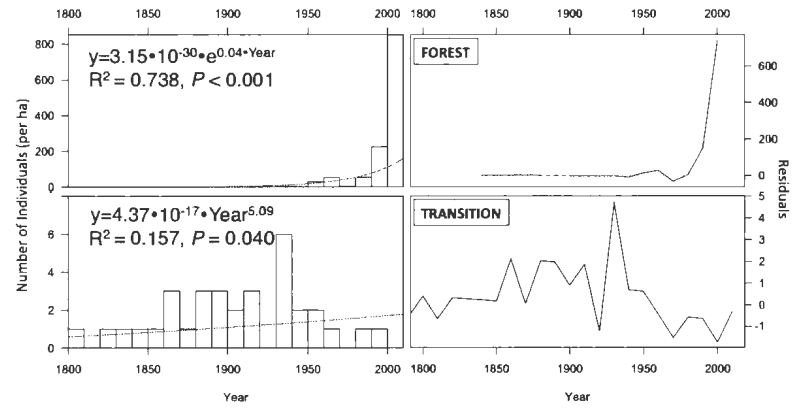 1800 1850 1900 1950 2000 1800 1850 1900 1950 2000
800
600
400
200
0
y=3.15•10⁻³⁰•e⁰·⁰⁴•Year
R²= 0.738, P < 0.001
FOREST
600
400
200
0
Number of Individuals (per ha)
Residuals
6
4
2
0
y=4.37•10⁻¹⁷•Year⁵·⁰⁹
R²= 0.157, P = 0.040
TRANSITION
5
4
3
2
1
0
-1
1800 1850 1900 1950 2000 1800 1850 1900 1950 2000
Year Year